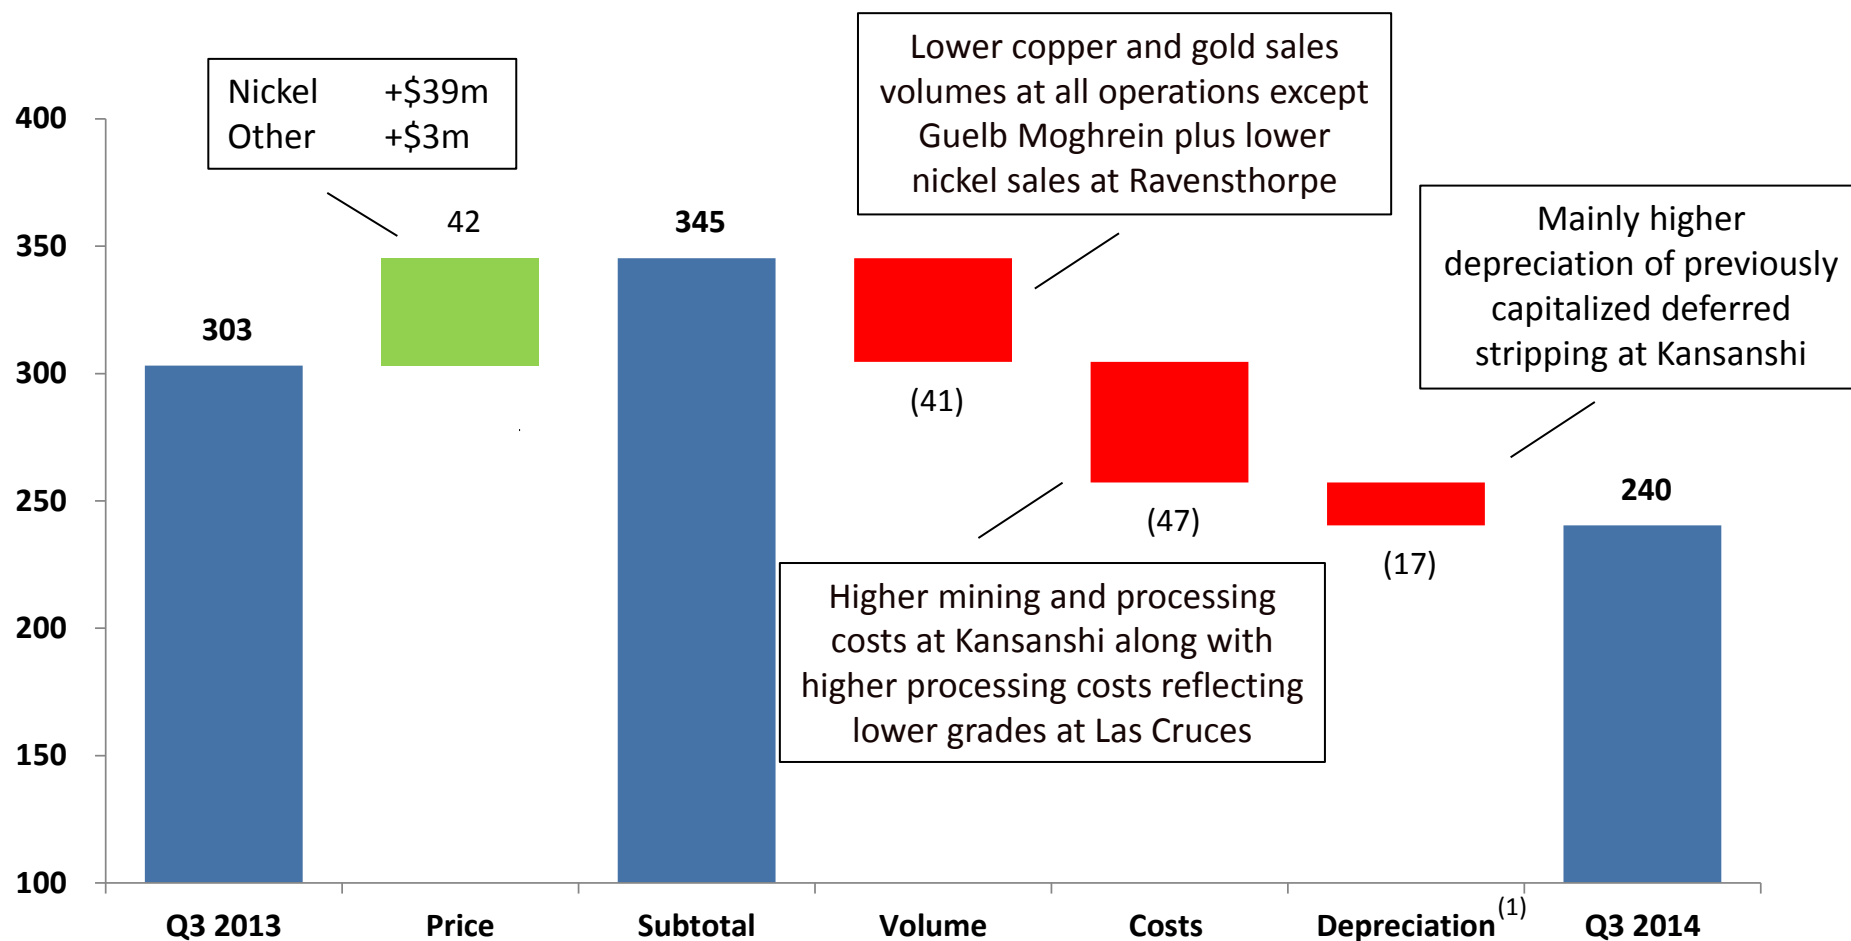 Nickel +$39m
Other +$3m
Lower copper and gold sales
volumes at all operations except
Guelb Moghrein plus lower
nickel sales at Ravensthorpe
Mainly higher
depreciation of previously
capitalized deferred
stripping at Kansanshi
Higher mining and processing
costs at Kansanshi along with
higher processing costs reflecting
lower grades at Las Cruces
400
350
300
250
200
150
100
303
42
345
(41)
(47)
(17)
240
Q3 2013 Price Subtotal Volume Costs Depreciation(1) Q3 2014